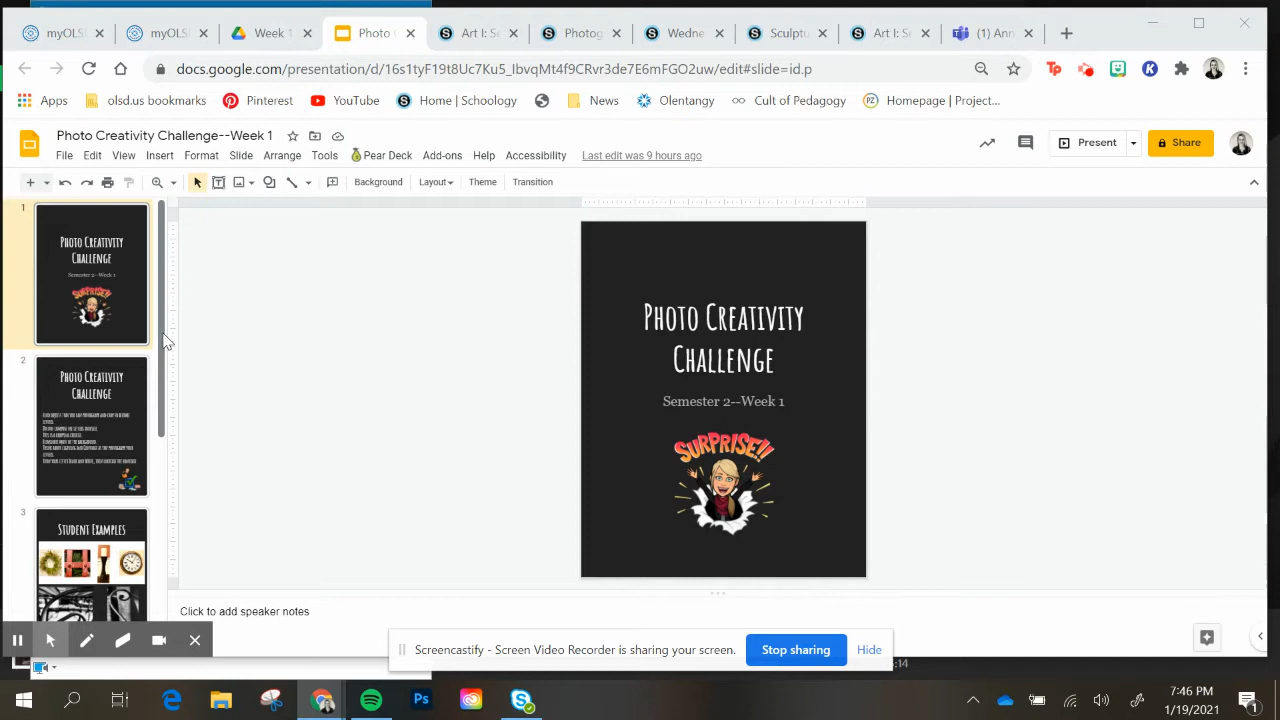 myOLS
myOLS
Week 1
Photo
Art I: Se
Photog
Wedne
Sculptu
Art I: Se
(1) Ann
docs.google.com/presentation/d/16s1tyF19t8Uc7Ku5_IbvqMt4f9CRvr3de7E6mFGO2uw/edit#slide=id.p
Apps
olsd.us bookmarks
Pinterest
YouTube
Home | Schoology
News
Olentangy
Cult of Pedagogy
Homepage | Project...
Photo Creativity Challenge--Week 1
Present
Share
File Edit View Insert Format Slide Arrange Tools Pear Deck Add-ons Help Accessibility Last edit was 9 hours ago
Background Layout Theme Transition
1
Photo Creativity
Challenge
Semester 2--Week 1
SURPRISE!!
2
Photo Creativity
Challenge
3
Student Examples
Photo Creativity
Challenge
Semester 2--Week 1
SURPRISE!!
Click to add speaker notes
Screencastify - Screen Video Recorder is sharing your screen.
Stop sharing
Hide
:14
7:46 PM
1/19/2021